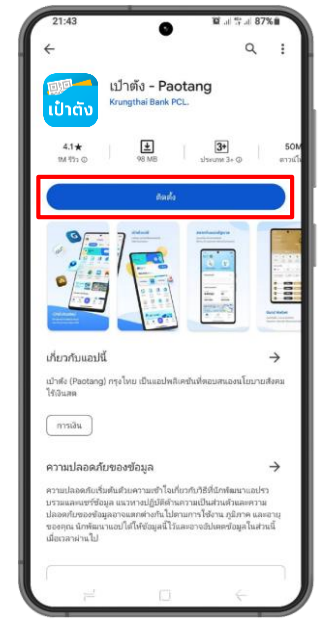 21:43
87%
เป๋าตัง - Paotang
Krungthai Bank PCL.
เป๋าตัง
4.1★
3+
50M
1M รีวิว
98 MB
ประเภท 3+
ติดตั้ง
เกี่ยวกับแอปนี้
เป๋าตัง (Paotang) กรุงไทย เป็นแอปพลิเคชันที่ตอบสนองนโยบายสังคม
ไร้เงินสด
การเงิน
ความปลอดภัยของข้อมูล
ความปลอดภัยเริ่มต้นด้วยความเข้าใจเกี่ยวกับวิธีที่นักพัฒนาแอปรว
บรวมและแชร์ข้อมูล แนวทางปฏิบัติด้านความเป็นส่วนตัวและความ
ปลอดภัยของข้อมูลอาจแตกต่างกันไปตามการใช้งาน ภูมิภาค และอายุ
ของคุณ นักพัฒนาแอปได้ให้ข้อมูลนี้ไว้และอาจอัปเดตข้อมูลในส่วนนี้
เมื่อเวลาผ่านไป